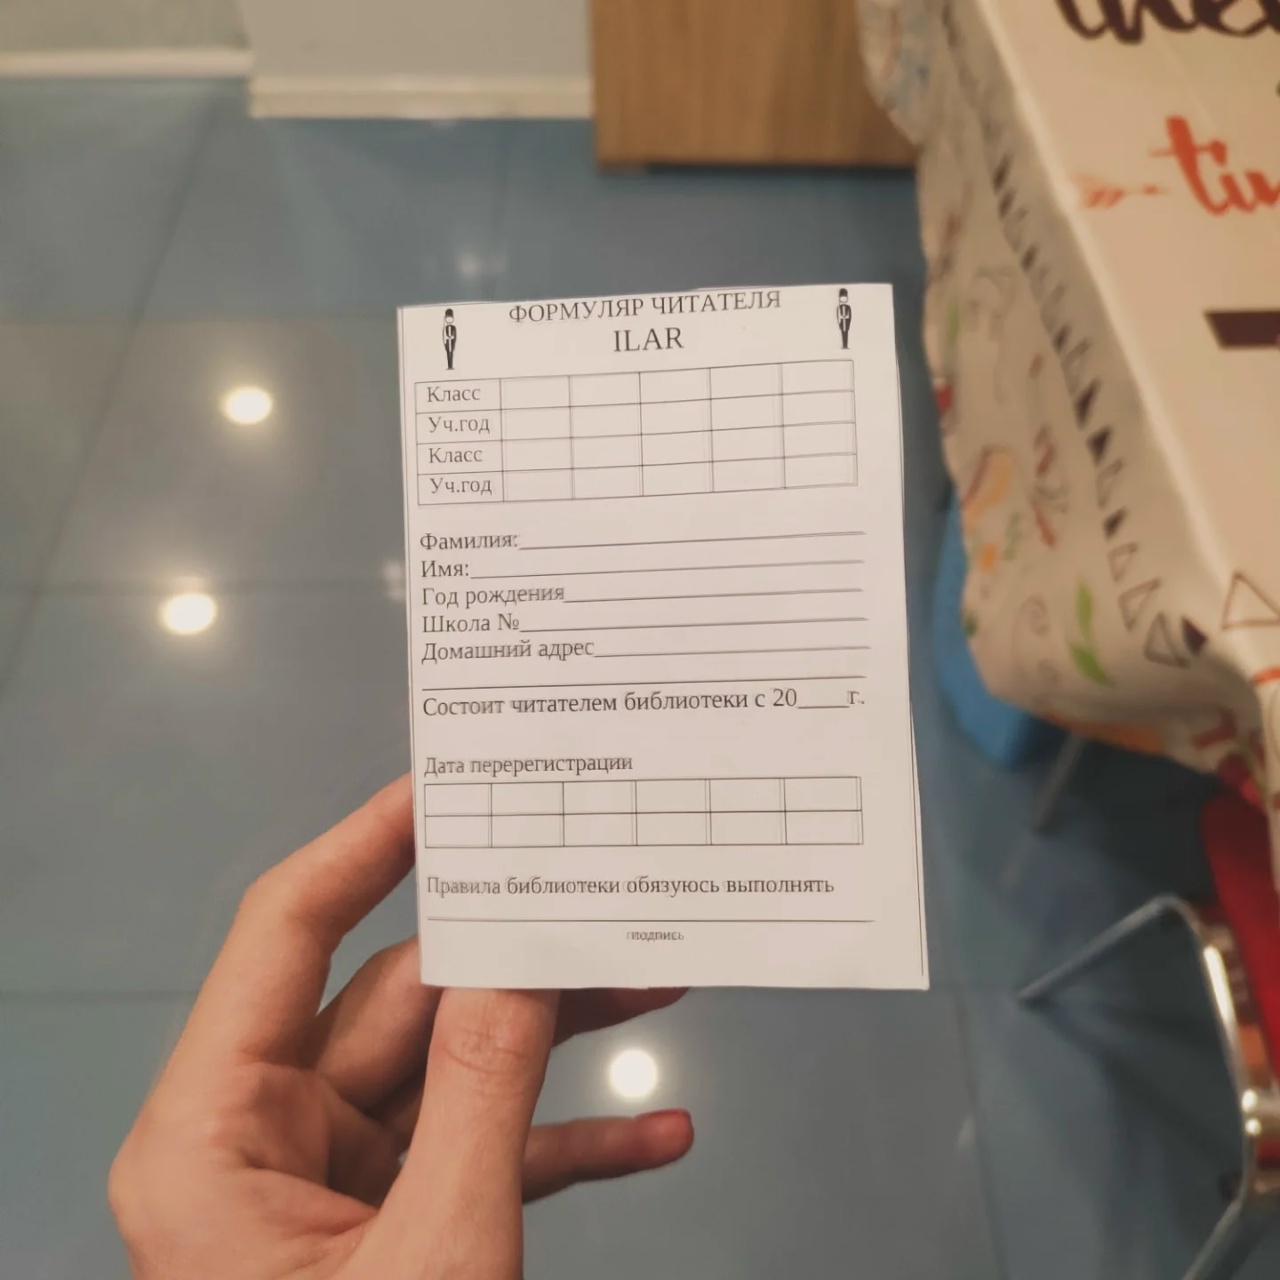 ФОРМУЛЯР ЧИТАТЕЛЯ
ILAR
Класс
Уч.год
Класс
Уч.год
Фамилия:
Имя:
Год рождения
Школа №
Домашний адрес
Состоит читателем библиотеки с 20____г.
Дата перерегистрации
Правила библиотеки обязуюсь выполнять
подпись